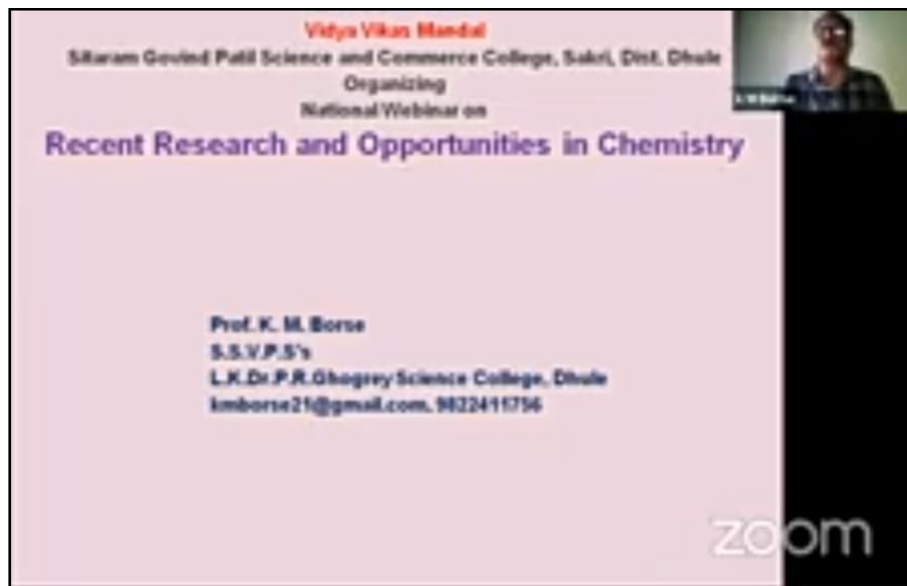 Vidya Vikas Mandal
Sitaram Govind Patil Science and Commerce College, Sakri, Dist. Dhule
Organizing
National Webinar on
Recent Research and Opportunities in Chemistry
Prof. K. M. Borse
S.S.V.P.S's
L.K.Dr.P.R.Ghogrey Science College, Dhule
kmborse21@gmail.com, 9822411756
zoom